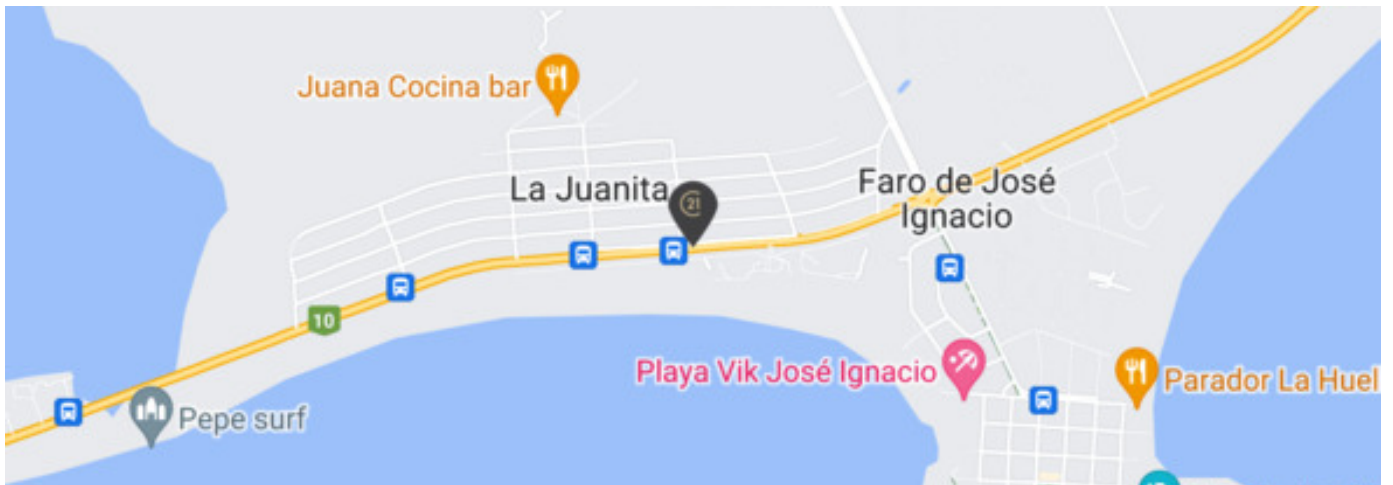 Juana Cocina bar
La Juanita
21
Faro de José
Ignacio
10
Playa Vik José Ignacio
Parador La Huel
Pepe surf